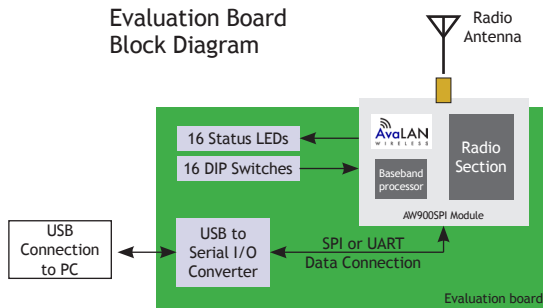 Evaluation Board
Block Diagram
Radio
Antenna
16 Status LEDs
16 DIP Switches
AvaLAN
WIRELESS
Baseband
processor
Radio
Section
AW900SPI Module
USB
Connection
to PC
USB to
Serial I/O
Converter
SPI or UART
Data Connection
Evaluation board